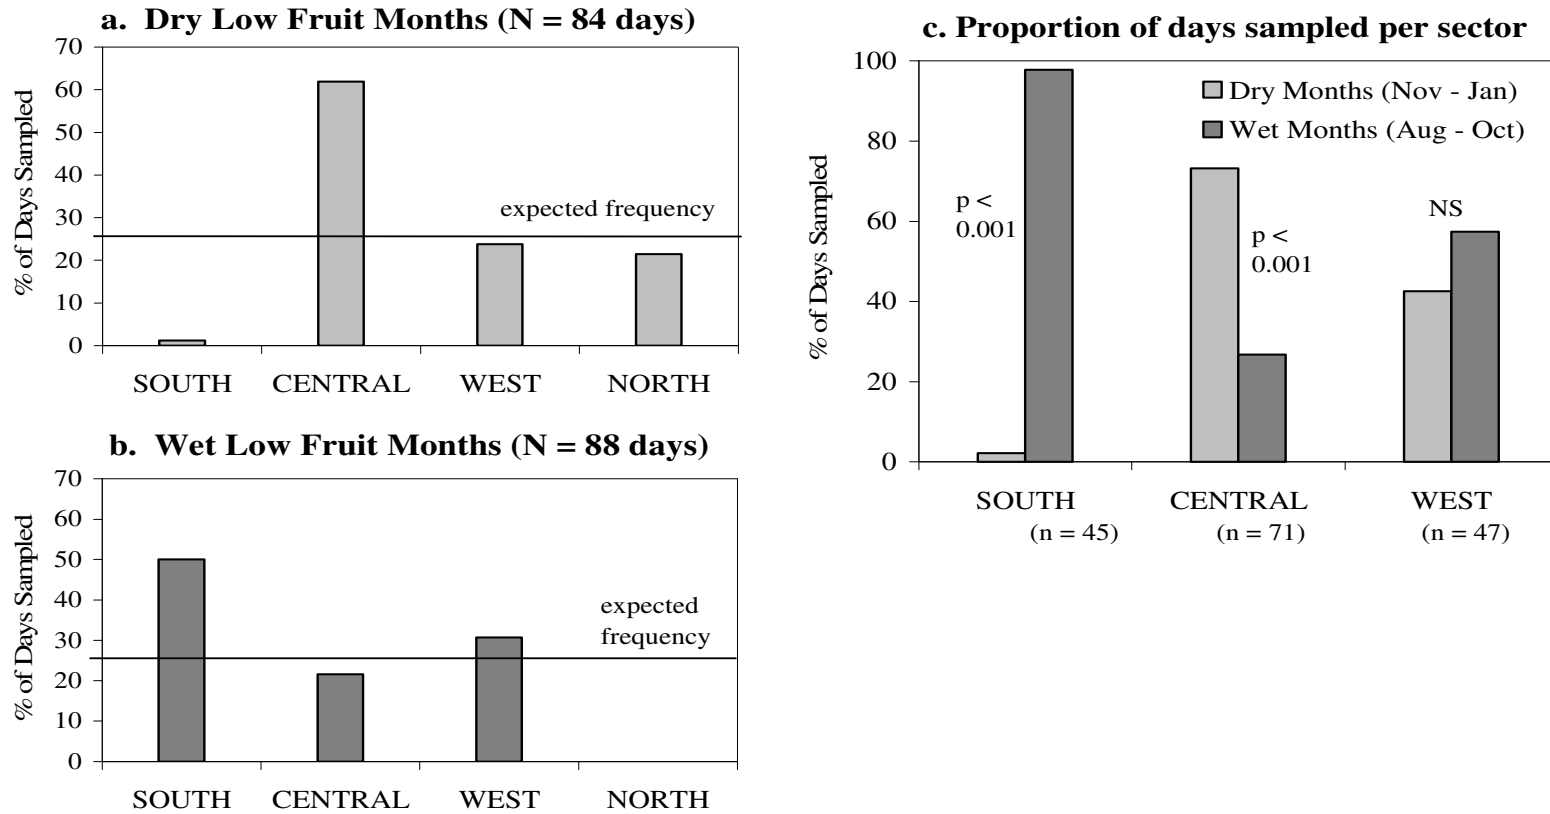 a. Dry Low Fruit Months (N = 84 days)
% of Days Sampled
70
60
50
40
30
20
10
0
expected frequency
SOUTH CENTRAL WEST NORTH
b. Wet Low Fruit Months (N = 88 days)
% of Days Sampled
70
60
50
40
30
20
10
0
expected
frequency
SOUTH CENTRAL WEST NORTH
c. Proportion of days sampled per sector
% of Days Sampled
100
80
60
40
20
0
Dry Months (Nov - Jan)
Wet Months (Aug - Oct)
p <
0.001
p <
0.001
NS
SOUTH CENTRAL WEST
(n = 45) (n = 71) (n = 47)